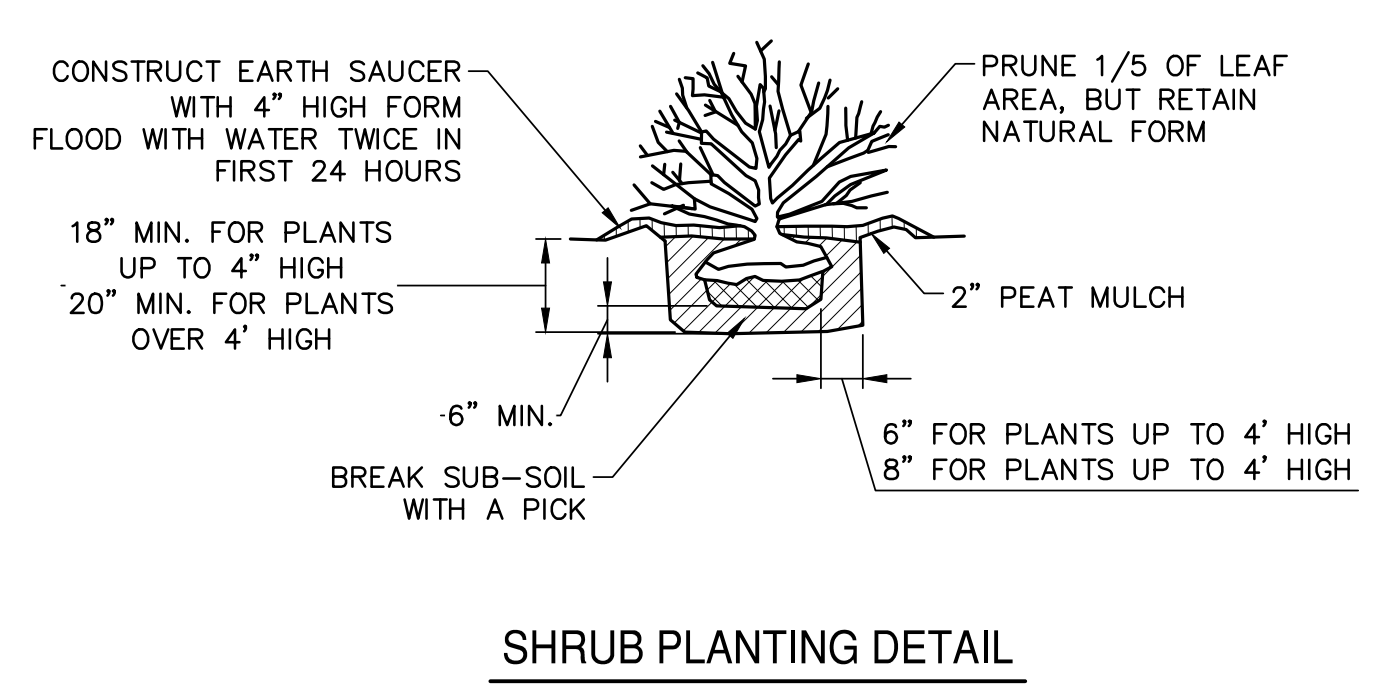 CONSTRUCT EARTH SAUCER
WITH 4” HIGH FORM
FLOOD WITH WATER TWICE IN
FIRST 24 HOURS
PRUNE 1/5 OF LEAF
AREA, BUT RETAIN
NATURAL FORM
18” MIN. FOR PLANTS
UP TO 4” HIGH
20” MIN. FOR PLANTS
OVER 4’ HIGH
2” PEAT MULCH
6” MIN.
BREAK SUB-SOIL
WITH A PICK
6” FOR PLANTS UP TO 4’ HIGH
8” FOR PLANTS UP TO 4’ HIGH
SHRUB PLANTING DETAIL